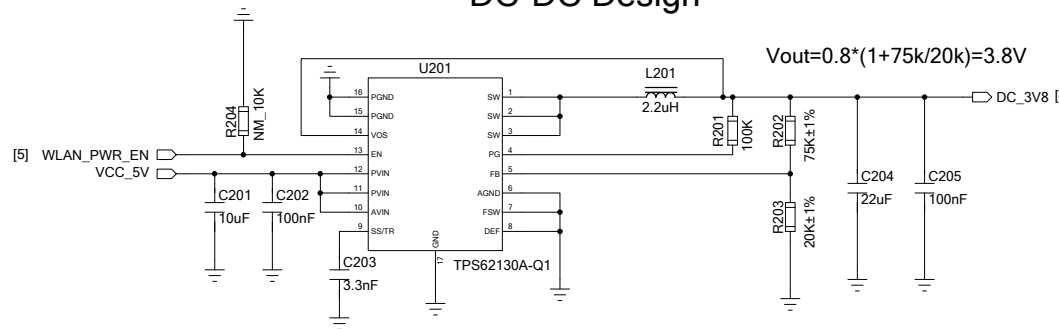 DC-DC Design
Vout=0.8*(1+75k/20k)=3.8V
U201
L201
2.2uH
DC_3V8 [
R204
NM_10K
16 PGND
15 PGND
14 VOS
13 EN
12 PVIN
11 PVIN
10 AVIN
9 SS/TR
GND
17
SW 1
SW 2
SW 3
PG 4
FB 5
AGND 6
FSW 7
DEF 8
TPS62130A-Q1
R201
100K
R202
75K±1%
R203
20K±1%
[5] WLAN_PWR_EN
VCC_5V
C201
10uF
C202
100nF
C203
3.3nF
C204
22uF
C205
100nF